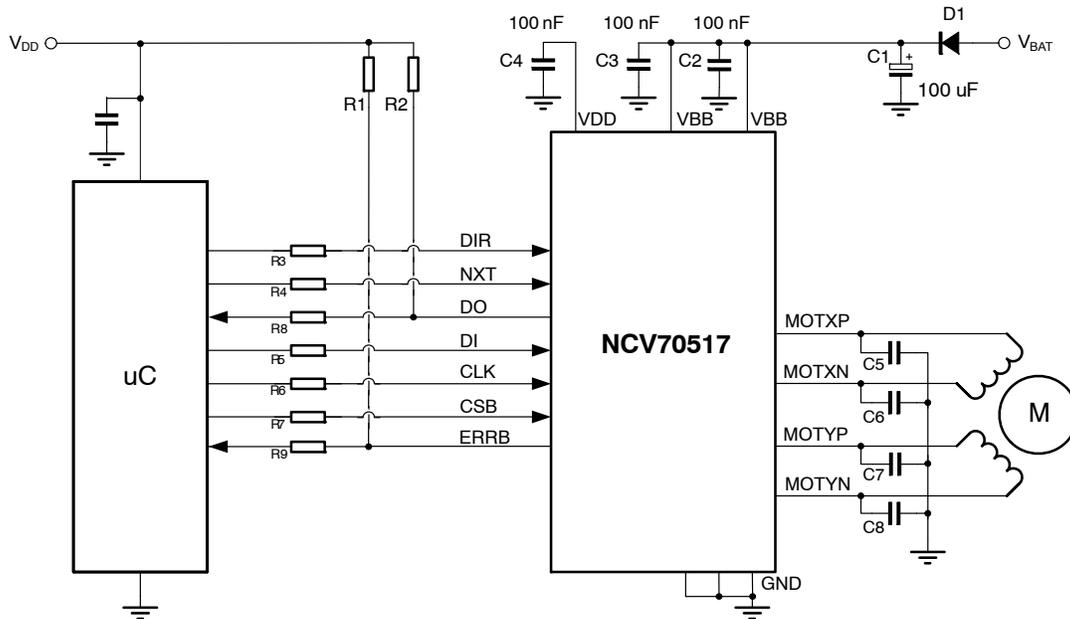 100 nF
100 nF
100 nF
D1
VDD
VBAT
C4
C3
C2
C1
+
100 uF
R1
R2
VDD
VBB
VBB
DIR
R3
NXT
R4
DO
R8
NCV70517
MOTXP
DI
R5
uC
C5
CLK
R6
MOTXN
CSB
R7
C6
M
ERRB
R9
MOTYP
C7
MOTYN
C8
GND